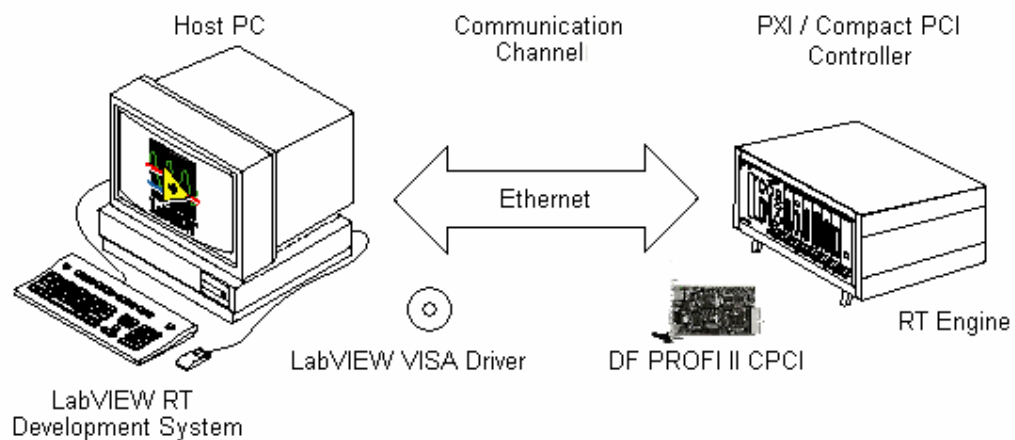 Host PC
Communication
Channel
PXI / Compact PCI
Controller
Ethernet
RT Engine
LabVIEW VISA Driver
DF PROFI II CPCI
LabVIEW RT
Development System